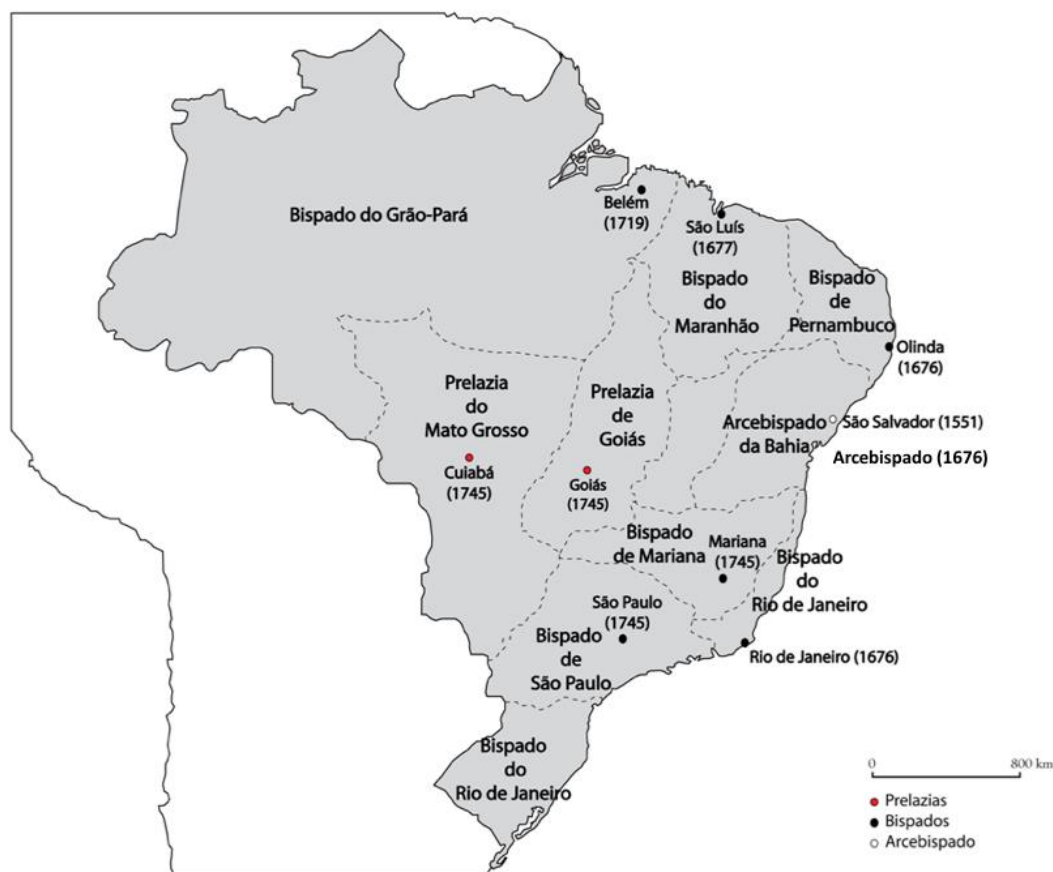 Bispado do Grão-Pará
Belém
(1719)
São Luís
(1677)
Bispado
do
Maranhão
Bispado
de
Pernambuco
Olinda
(1676)
Prelazia
do
Mato Grosso
Cuiabá
(1745)
Prelazia
de
Goiás
Goiás
(1745)
Arcebispado
da Bahia
São Salvador (1551)
Arcebispado (1676)
Bispado
de Mariana
Mariana
(1745)
Bispado
do
Rio de Janeiro
São Paulo
(1745)
Bispado
de
São Paulo
Rio de Janeiro (1676)
Bispado
do
Rio de Janeiro
0 800 km
Prelazias
Bispados
Arcebispado